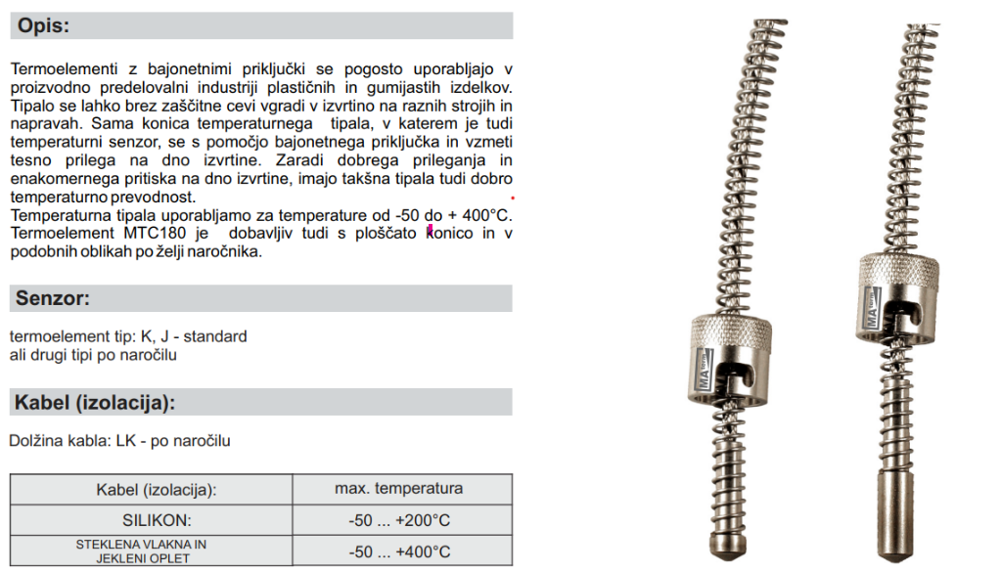 Opis:
Termoelementi z bajonetnimi priključki se pogosto uporabljajo v
proizvodno predelovalni industriji plastičnih in gumijastih izdelkov.
Tipalo se lahko brez zaščitne cevi vgradi v izvrtino na raznih strojih in
napravah. Sama konica temperaturnega tipala, v katerem je tudi
temperaturni senzor, se s pomočjo bajonetnega priključka in vzmeti
tesno prilega na dno izvrtine. Zaradi dobrega prileganja in
enakomernega pritiska na dno izvrtine, imajo takšna tipala tudi dobro
temperaturno prevodnost.
Temperaturna tipala uporabljamo za temperature od -50 do + 400°C.
Termoelement MTC180 je dobavljiv tudi s ploščato konico in v
podobnih oblikah po želji naročnika.
Senzor:
termoelement tip: K, J - standard
ali drugi tipi po naročilu
Kabel (izolacija):
Dolžina kabla: LK - po naročilu
Kabel (izolacija): max. temperatura
SILIKON: -50 ... +200°C
STEKLENA VLAKNA IN
JEKLENI OPLET -50 ... +400°C
MA term
MA term